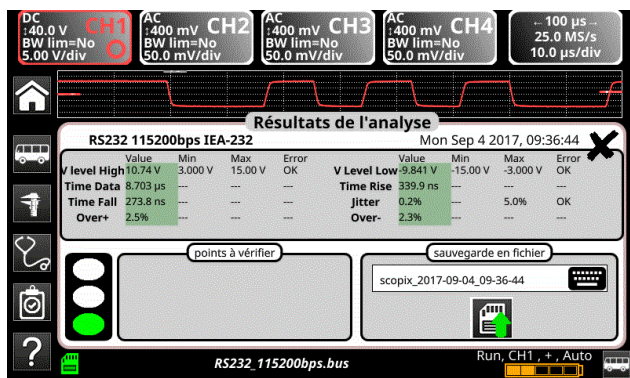 DC
↕40.0 V CH1
BW lim=No
5.00 V/div
AC
↕400 mV CH2
BW lim=No
50.0 mV/div
AC
↕400 mV CH3
BW lim=No
50.0 mV/div
AC
↕400 mV CH4
BW lim=No
50.0 mV/div
←100 µs→
25.0 MS/s
10.0 µs/div
Résultats de l'analyse
RS232 115200bps IEA-232 Mon Sep 4 2017, 09:36:44
Value Min Max Error Value Min Max Error
V level High 10.74 V 3.000 V 15.00 V OK V Level Low -9.841 V -15.00 V -3.000 V OK
Time Data 8.703 µs --- --- --- Time Rise 339.9 ns --- --- ---
Time Fall 273.8 ns --- --- --- Jitter 0.2% --- 5.0% OK
Over+ 2.5% --- --- --- Over- 2.3% --- --- ---
points à vérifier
sauvegarde en fichier
scopix_2017-09-04_09-36-44
?
RS232_115200bps.bus
Run, CH1 , + , Auto